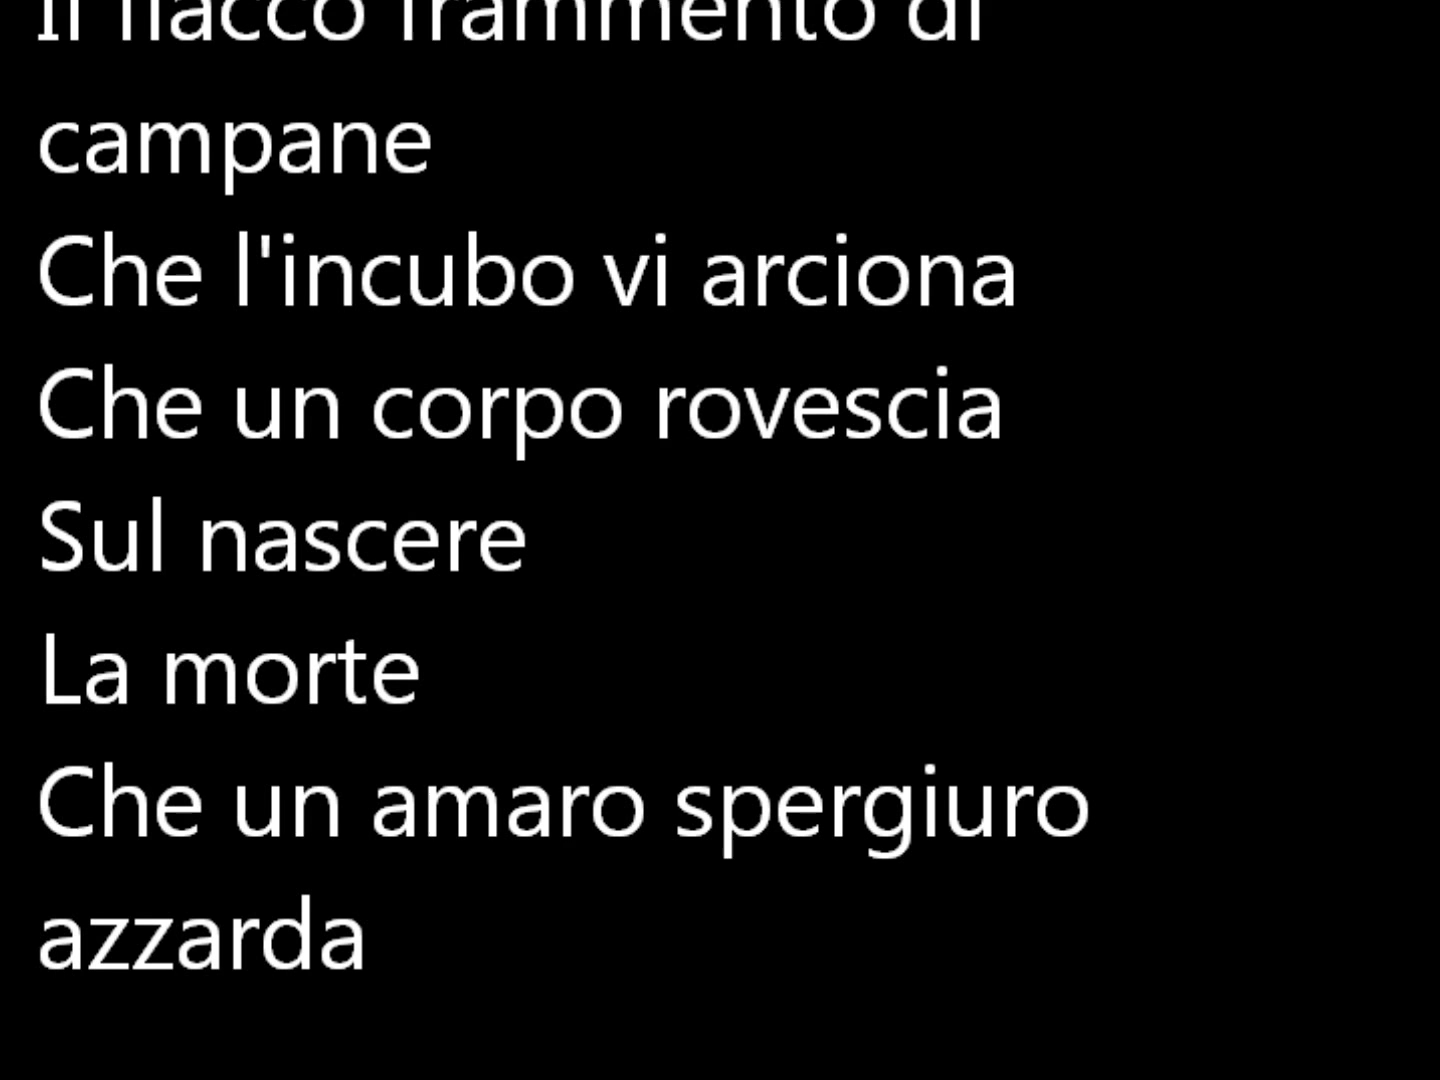 Il fiacco frammento di
campane
Che l'incubo vi arciona
Che un corpo rovescia
Sul nascere
La morte
Che un amaro spergiuro
azzarda